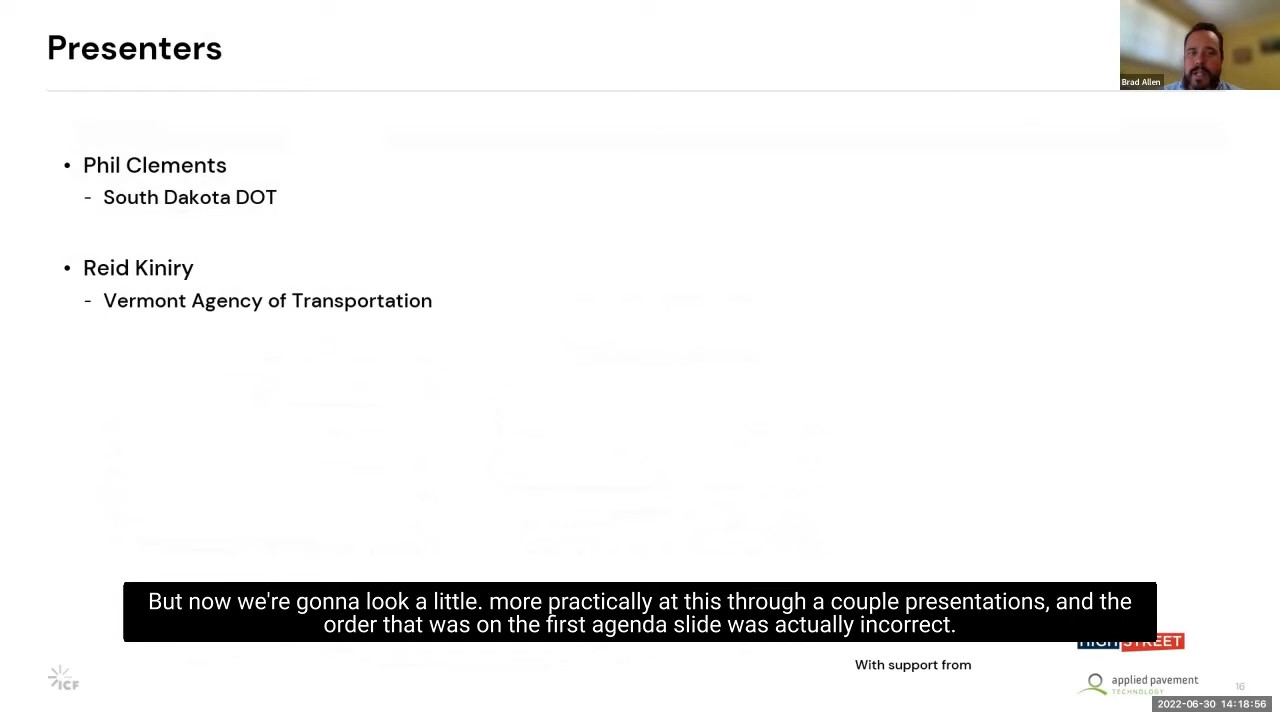 Presenters
Brad Allen
• Phil Clements
- South Dakota DOT
• Reid Kiniry
- Vermont Agency of Transportation
But now we're gonna look a little. more practically at this through a couple presentations, and the
order that was on the first agenda slide was actually incorrect.
HIGH STREET
With support from
ICF
applied pavement
TECHNOLOGY
16
2022-06-30 14:18:56